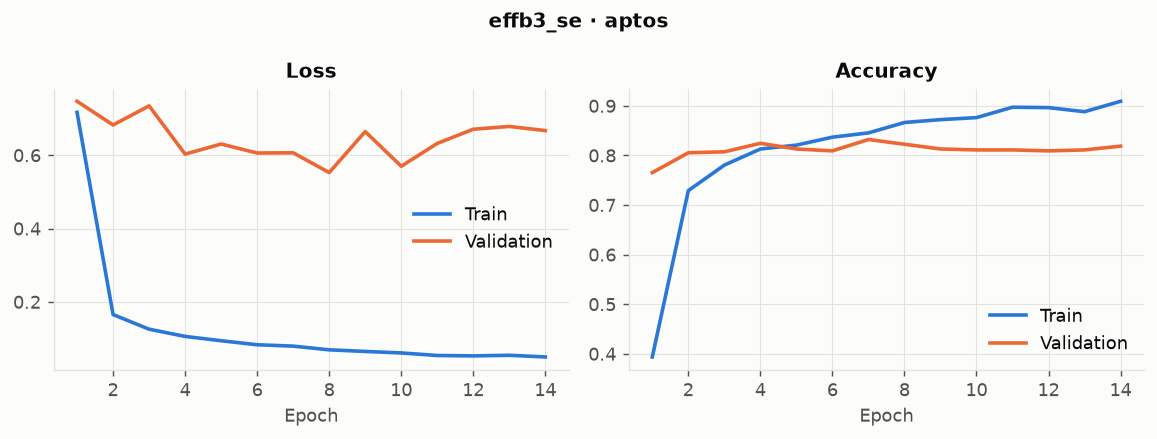 effb3_se · aptos
Loss
0.6
0.4
0.2
Train
Validation
2 4 6 8 10 12 14
Epoch
Accuracy
0.9
0.8
0.7
0.6
0.5
0.4
Train
Validation
2 4 6 8 10 12 14
Epoch